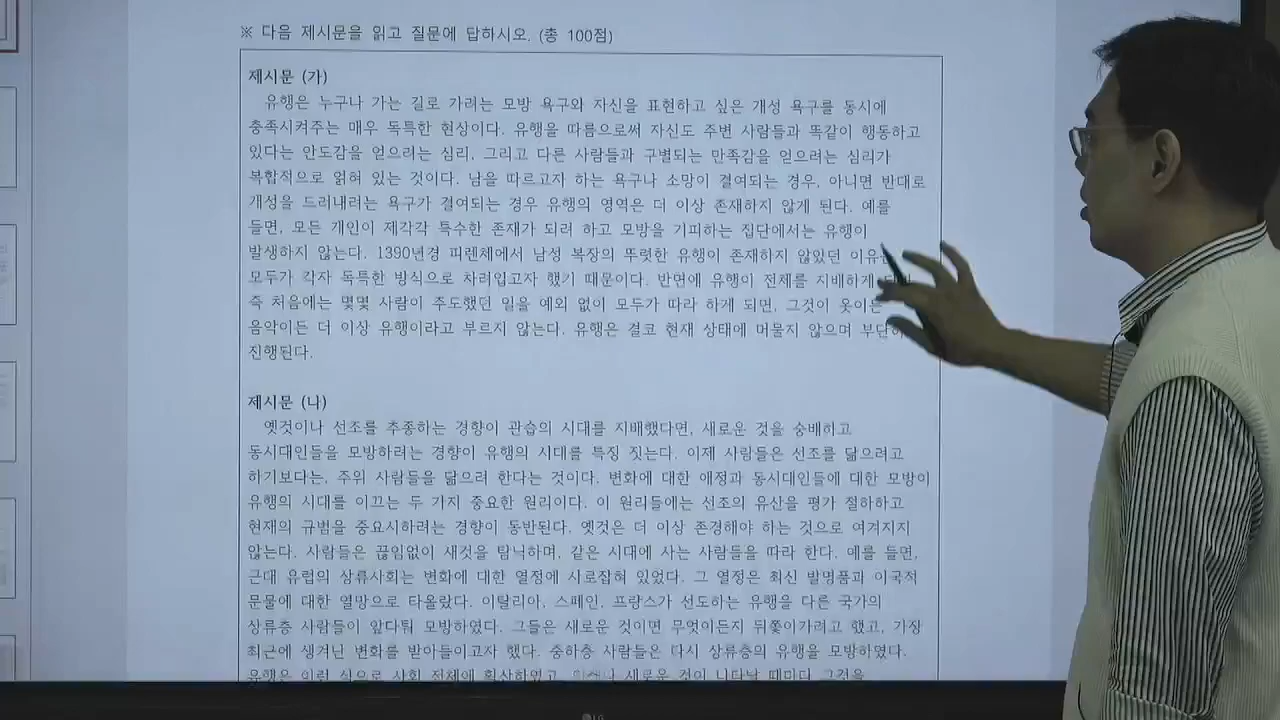 ※ 다음 제시문을 읽고 질문에 답하시오. (총 100점)
제시문 (가)
유행은 누구나 가는 길로 가려는 모방 욕구와 자신을 표현하고 싶은 개성 욕구를 동시에
충족시켜주는 매우 독특한 현상이다. 유행을 따름으로써 자신도 주변 사람들과 똑같이 행동하고
있다는 안도감을 얻으려는 심리, 그리고 다른 사람들과 구별되는 만족감을 얻으려는 심리가
복합적으로 얽혀 있는 것이다. 남을 따르고자 하는 욕구나 소망이 결여되는 경우, 아니면 반대로
개성을 드러내려는 욕구가 결여되는 경우 유행의 영역은 더 이상 존재하지 않게 된다. 예를
들면, 모든 개인이 제각각 특수한 존재가 되려 하고 모방을 기피하는 집단에서는 유행이
발생하지 않는다. 1390년경 피렌체에서 남성 복장의 뚜렷한 유행이 존재하지 않았던 이유는
모두가 각자 독특한 방식으로 차려입고자 했기 때문이다. 반면에 유행이 전체를 지배하게
즉 처음에는 몇몇 사람이 주도했던 일을 예외 없이 모두가 따라 하게 되면, 그것이 옷이든
음악이든 더 이상 유행이라고 부르지 않는다. 유행은 결코 현재 상태에 머물지 않으며 부단히
진행된다.
제시문 (나)
옛것이나 선조를 추종하는 경향이 관습의 시대를 지배했다면, 새로운 것을 숭배하고
동시대인들을 모방하려는 경향이 유행의 시대를 특징 짓는다. 이제 사람들은 선조를 닮으려고
하기보다는, 주위 사람들을 닮으려 한다는 것이다. 변화에 대한 애정과 동시대인들에 대한 모방이
유행의 시대를 이끄는 두 가지 중요한 원리이다. 이 원리들에는 선조의 유산을 평가 절하하고
현재의 규범을 중요시하려는 경향이 동반된다. 옛것은 더 이상 존경해야 하는 것으로 여겨지지
않는다. 사람들은 끊임없이 새것을 탐닉하며, 같은 시대에 사는 사람들을 따라 한다. 예를 들면,
근대 유럽의 상류사회는 변화에 대한 열정에 사로잡혀 있었다. 그 열정은 최신 발명품과 이국적
문물에 대한 열망으로 타올랐다. 이탈리아, 스페인, 프랑스가 선도하는 유행을 다른 국가의
상류층 사람들이 앞다퉈 모방하였다. 그들은 새로운 것이면 무엇이든지 뒤쫓아가려고 했고, 가장
최근에 생겨난 변화를 받아들이고자 했다. 중하층 사람들은 다시 상류층의 유행을 모방하였다.
유행은 이런 식으로 사회 전체에 확산하였고, 새로운 것이 나타날 때마다 그것을
LG